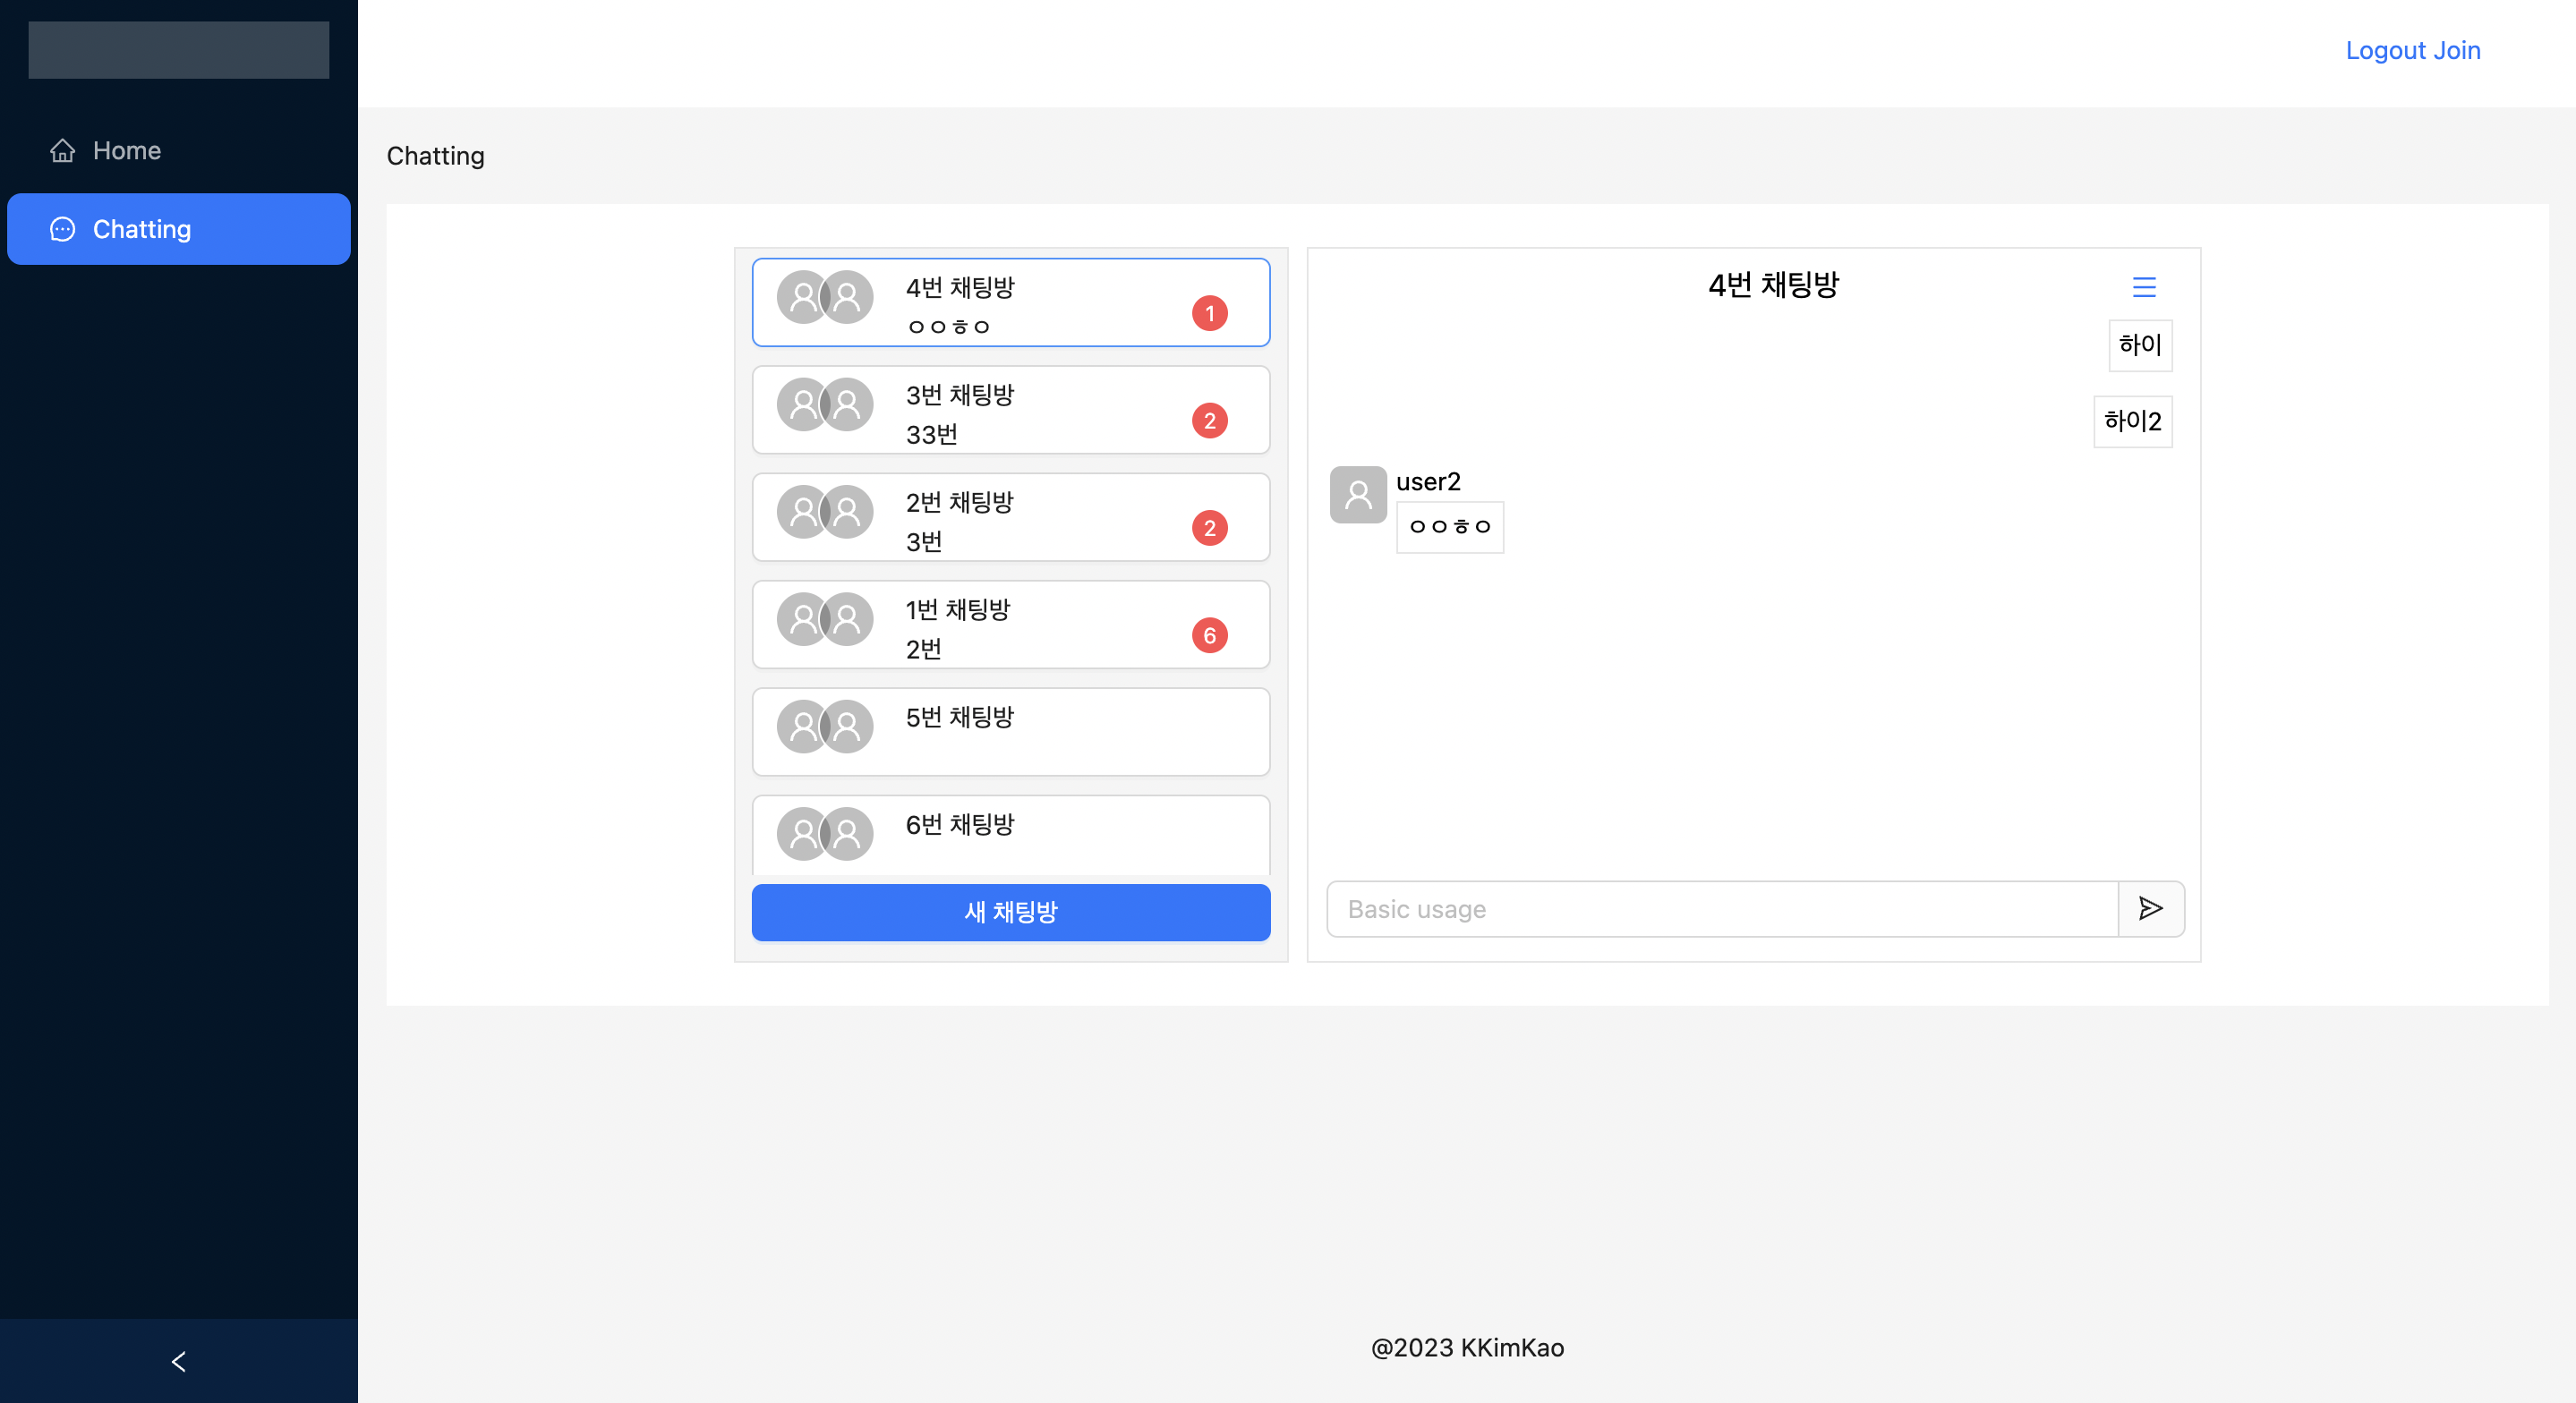 Logout Join
Home
Chatting
Chatting
4번 채팅방
ㅇㅇㅎㅇ
1
3번 채팅방
33번
2
2번 채팅방
3번
2
1번 채팅방
2번
6
5번 채팅방
6번 채팅방
새 채팅방
4번 채팅방
하이
하이2
user2
ㅇㅇㅎㅇ
Basic usage
@2023 KKimKao